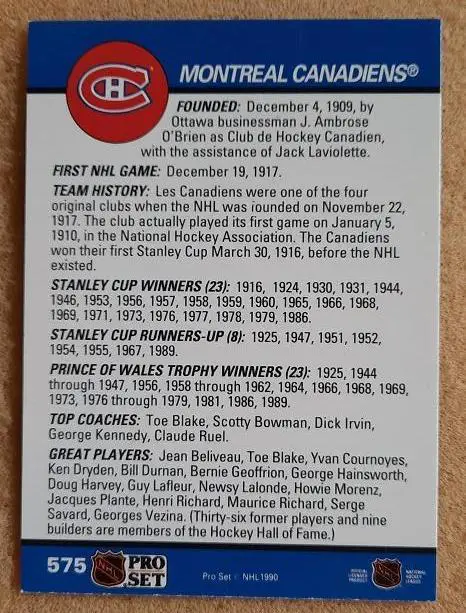 MONTREAL CANADIENS®
FOUNDED: December 4, 1909, by
Ottawa businessman J. Ambrose
O'Brien as Club de Hockey Canadien,
with the assistance of Jack Laviolette.
FIRST NHL GAME: December 19, 1917.
TEAM HISTORY: Les Canadiens were one of the four
original clubs when the NHL was founded on November 22,
1917. The club actually played its first game on January 5,
1910, in the National Hockey Association. The Canadiens
won their first Stanley Cup March 30, 1916, before the NHL
existed.
STANLEY CUP WINNERS (23): 1916, 1924, 1930, 1931, 1944,
1946, 1953, 1956, 1957, 1958, 1959, 1960, 1965, 1966, 1968,
1969, 1971, 1973, 1976, 1977, 1978, 1979, 1986.
STANLEY CUP RUNNERS-UP (8): 1925, 1947, 1951, 1952,
1954, 1955, 1967, 1989.
PRINCE OF WALES TROPHY WINNERS (23): 1925, 1944
through 1947, 1956, 1958 through 1962, 1964, 1966, 1968, 1969,
1973, 1976 through 1979, 1981, 1986, 1989.
TOP COACHES: Toe Blake, Scotty Bowman, Dick Irvin,
George Kennedy, Claude Ruel.
GREAT PLAYERS: Jean Beliveau, Toe Blake, Yvan Cournoyes,
Ken Dryden, Bill Durnan, Bernie Geoffrion, George Hainsworth,
Doug Harvey, Guy Lafleur, Newsy Lalonde, Howie Morenz,
Jacques Plante, Henri Richard, Maurice Richard, Serge
Savard, Georges Vezina. (Thirty-six former players and nine
builders are members of the Hockey Hall of Fame.)
575 NHL PRO SET
Pro Set NHL 1990
OFFICIALLY LICENSED PRODUCT
NHL
NATIONAL HOCKEY LEAGUE